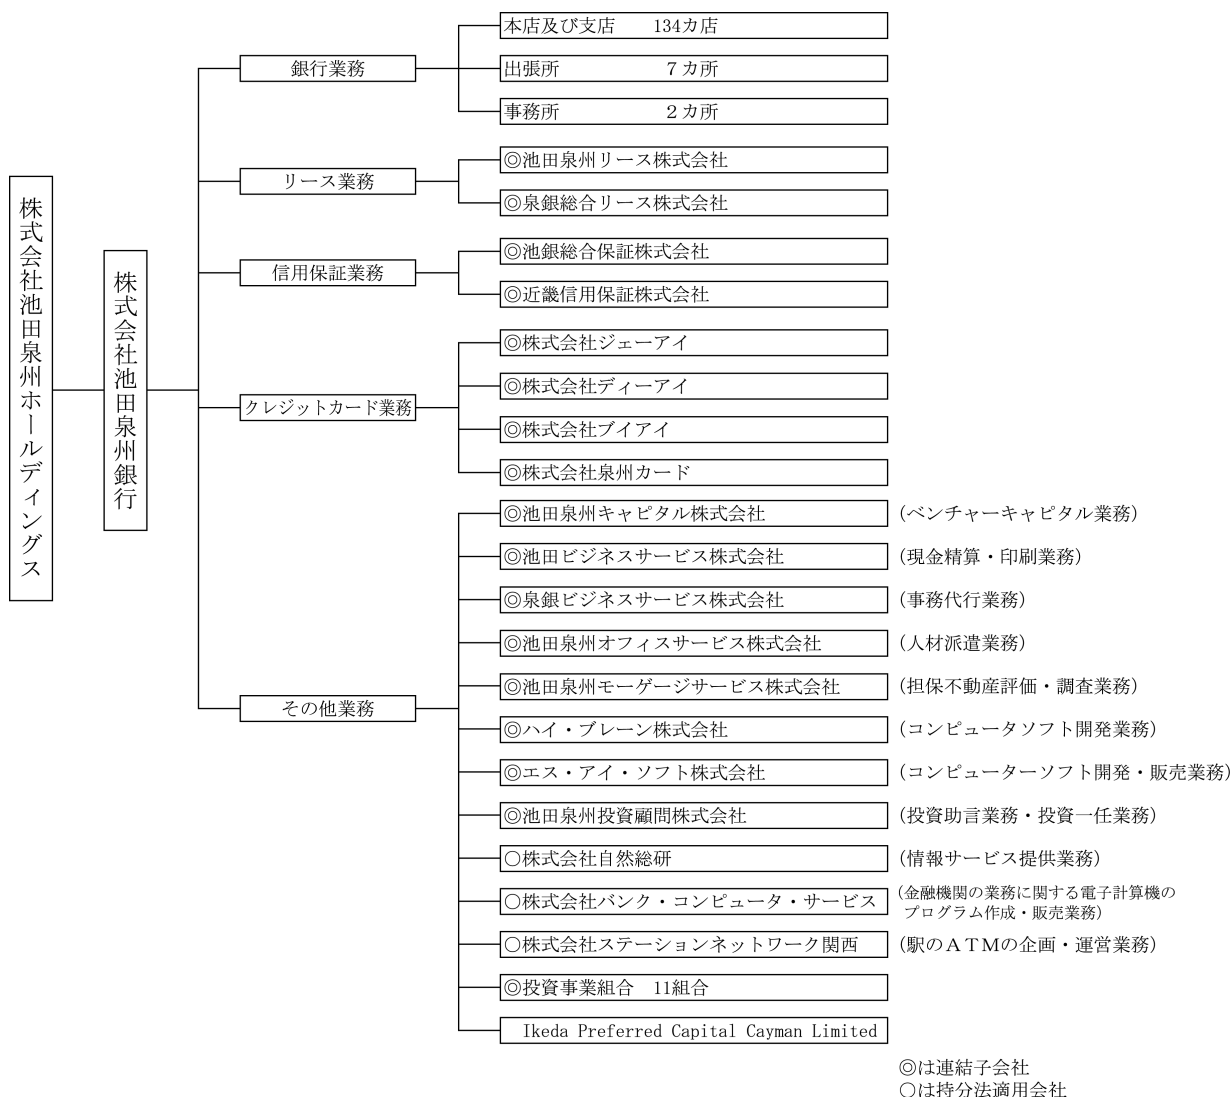 株式会社池田泉州ホールディングス
株式会社池田泉州銀行
銀行業務
本店及び支店　134カ店
出張所　７カ所
事務所　２カ所
リース業務
◎池田泉州リース株式会社
◎泉銀総合リース株式会社
信用保証業務
◎池銀総合保証株式会社
◎近畿信用保証株式会社
クレジットカード業務
◎株式会社ジェーアイ
◎株式会社ディーアイ
◎株式会社ブイアイ
◎株式会社泉州カード
その他業務
◎池田泉州キャピタル株式会社　（ベンチャーキャピタル業務）
◎池田ビジネスサービス株式会社　（現金精算・印刷業務）
◎泉銀ビジネスサービス株式会社　（事務代行業務）
◎池田泉州オフィスサービス株式会社　（人材派遣業務）
◎池田泉州モーゲージサービス株式会社　（担保不動産評価・調査業務）
◎ハイ・ブレーン株式会社　（コンピュータソフト開発業務）
◎エス・アイ・ソフト株式会社　（コンピューターソフト開発・販売業務）
◎池田泉州投資顧問株式会社　（投資助言業務・投資一任業務）
○株式会社自然総研　（情報サービス提供業務）
○株式会社バンク・コンピュータ・サービス　（金融機関の業務に関する電子計算機の
プログラム作成・販売業務）
○株式会社ステーションネットワーク関西　（駅のＡＴＭの企画・運営業務）
◎投資事業組合　11組合
Ikeda Preferred Capital Cayman Limited
◎は連結子会社
○は持分法適用会社